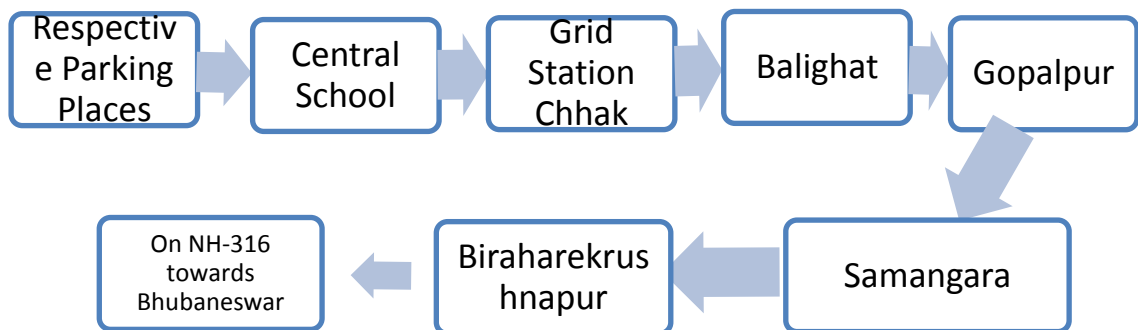 Respectiv
e Parking
Places
Central
School
Grid
Station
Chhak
Balighat
Gopalpur
Samangara
Biraharekrus
hnapur
On NH-316
towards
Bhubaneswar